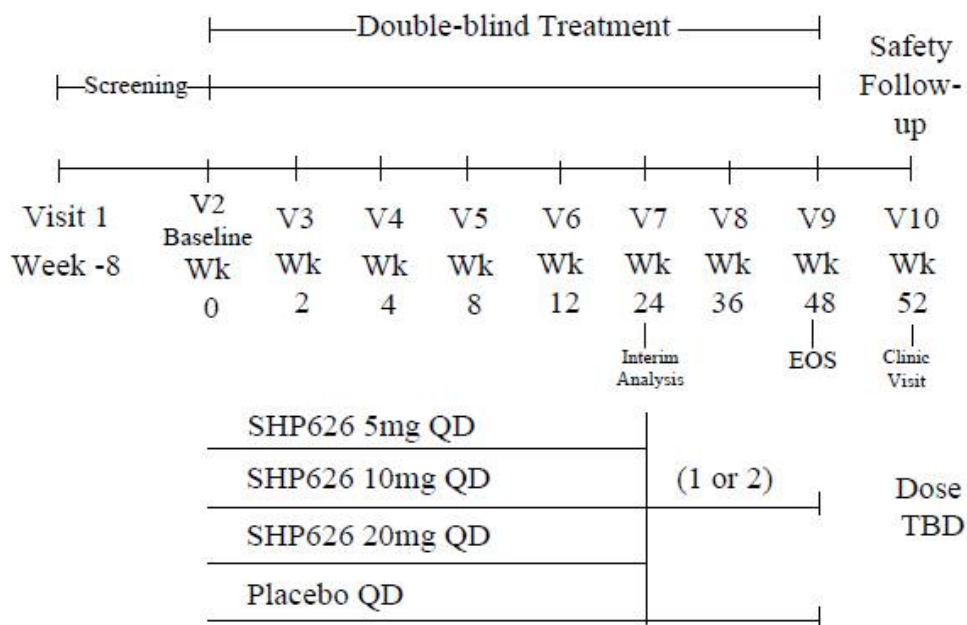 Double-blind Treatment
Safety
Follow-
up
Screening
Visit 1
Week -8
V2
Baseline
Wk
0
V3
Wk
2
V4
Wk
4
V5
Wk
8
V6
Wk
12
V7
Wk
24
Interim
Analysis
V8
Wk
36
V9
Wk
48
EOS
V10
Wk
52
Clinic
Visit
SHP626 5mg QD
SHP626 10mg QD
(1 or 2)
Dose
TBD
SHP626 20mg QD
Placebo QD